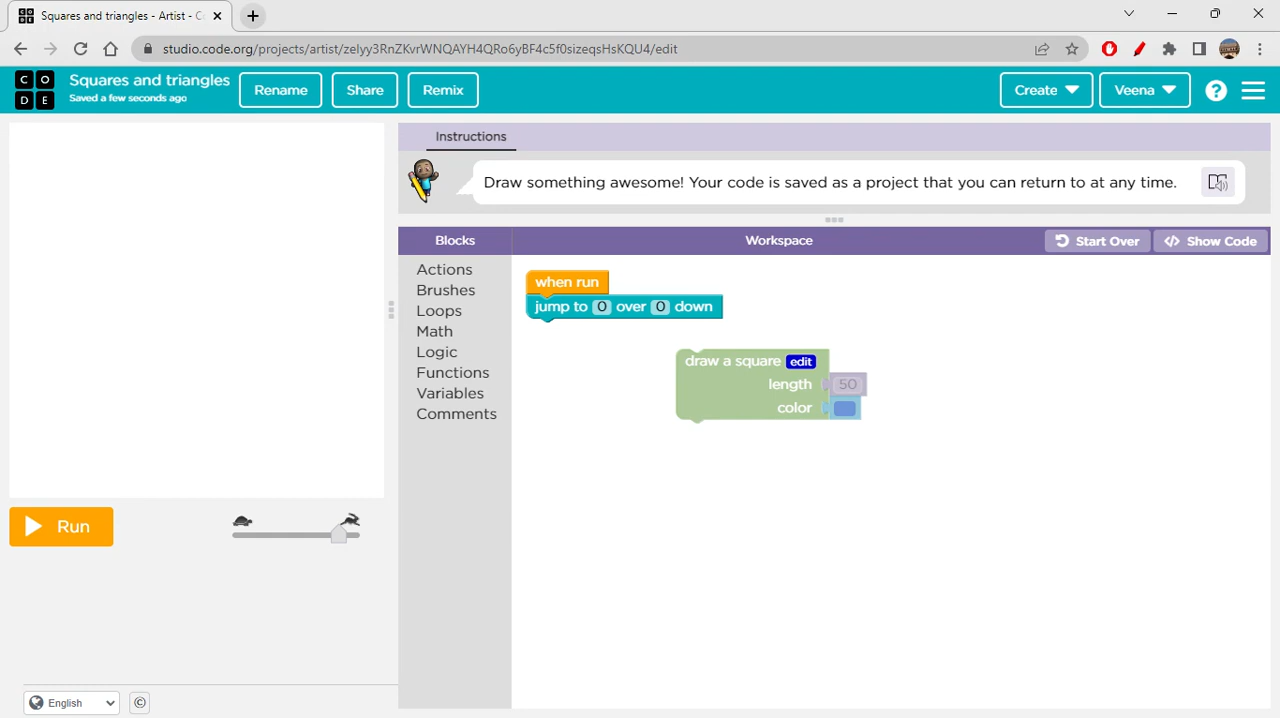 Squares and triangles - Artist - Co
studio.code.org/projects/artist/zelyy3RnZKvrWNQAYH4QRo6yBF4c5f0sizeqsHsKQU4/edit
C O D E
Squares and triangles
Saved a few seconds ago
Rename
Share
Remix
Create
Veena
?
Instructions
Draw something awesome! Your code is saved as a project that you can return to at any time.
Blocks
Workspace
Start Over
</> Show Code
Actions
Brushes
Loops
Math
Logic
Functions
Variables
Comments
when run
jump to 0 over 0 down
draw a square edit
length 50
color
Run
English
©